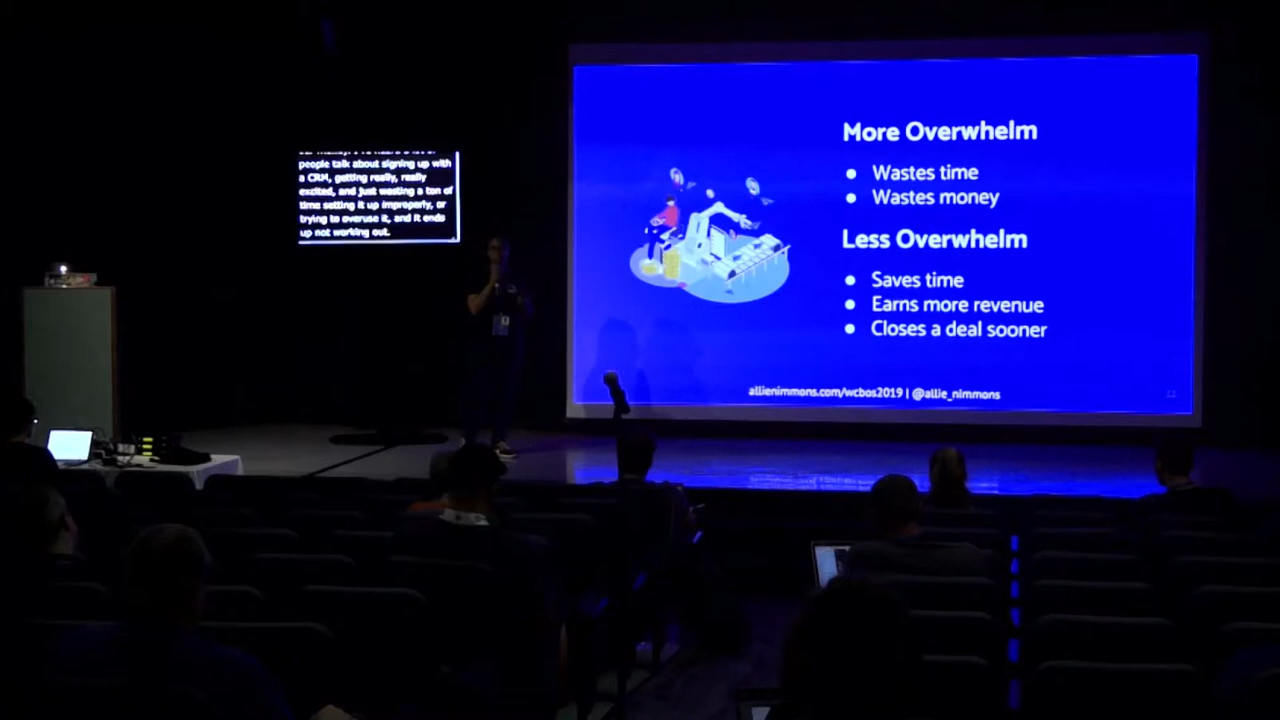 people talk about signing up with
a CRM, getting really, really
excited, and just wasting a ton of
time setting it up improperly, or
trying to overuse it, and it ends
up not working out.
More Overwhelm
● Wastes time
● Wastes money
Less Overwhelm
● Saves time
● Earns more revenue
● Closes a deal sooner
allienimmons.com/wcbos2019 | @allie_nimmons